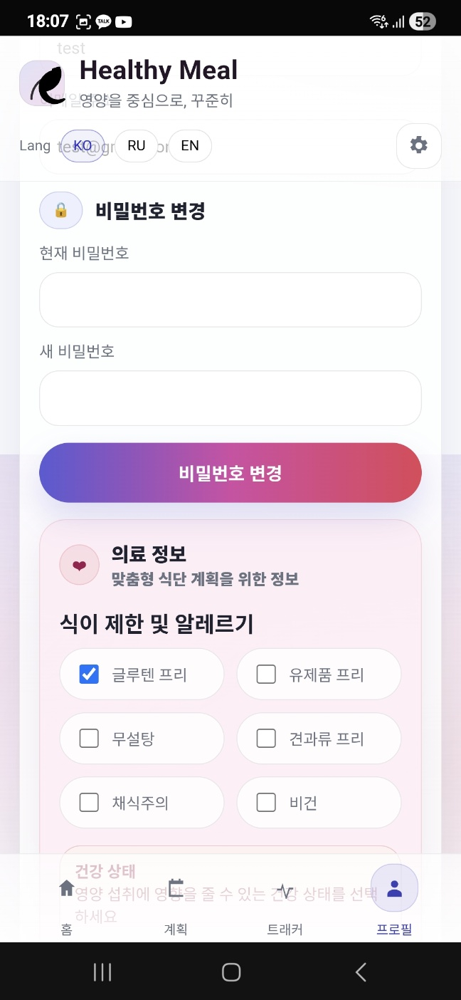 18:07
TALK
52
test
Healthy Meal
영양을 중심으로, 꾸준히
Lang
KO
RU
EN
🔒 비밀번호 변경
현재 비밀번호
새 비밀번호
비밀번호 변경
의료 정보
맞춤형 식단 계획을 위한 정보
식이 제한 및 알레르기
글루텐 프리
유제품 프리
무설탕
견과류 프리
채식주의
비건
건강 상태
영양 섭취에 영향을 줄 수 있는 건강 상태를 선택
하세요
홈
계획
트래커
프로필